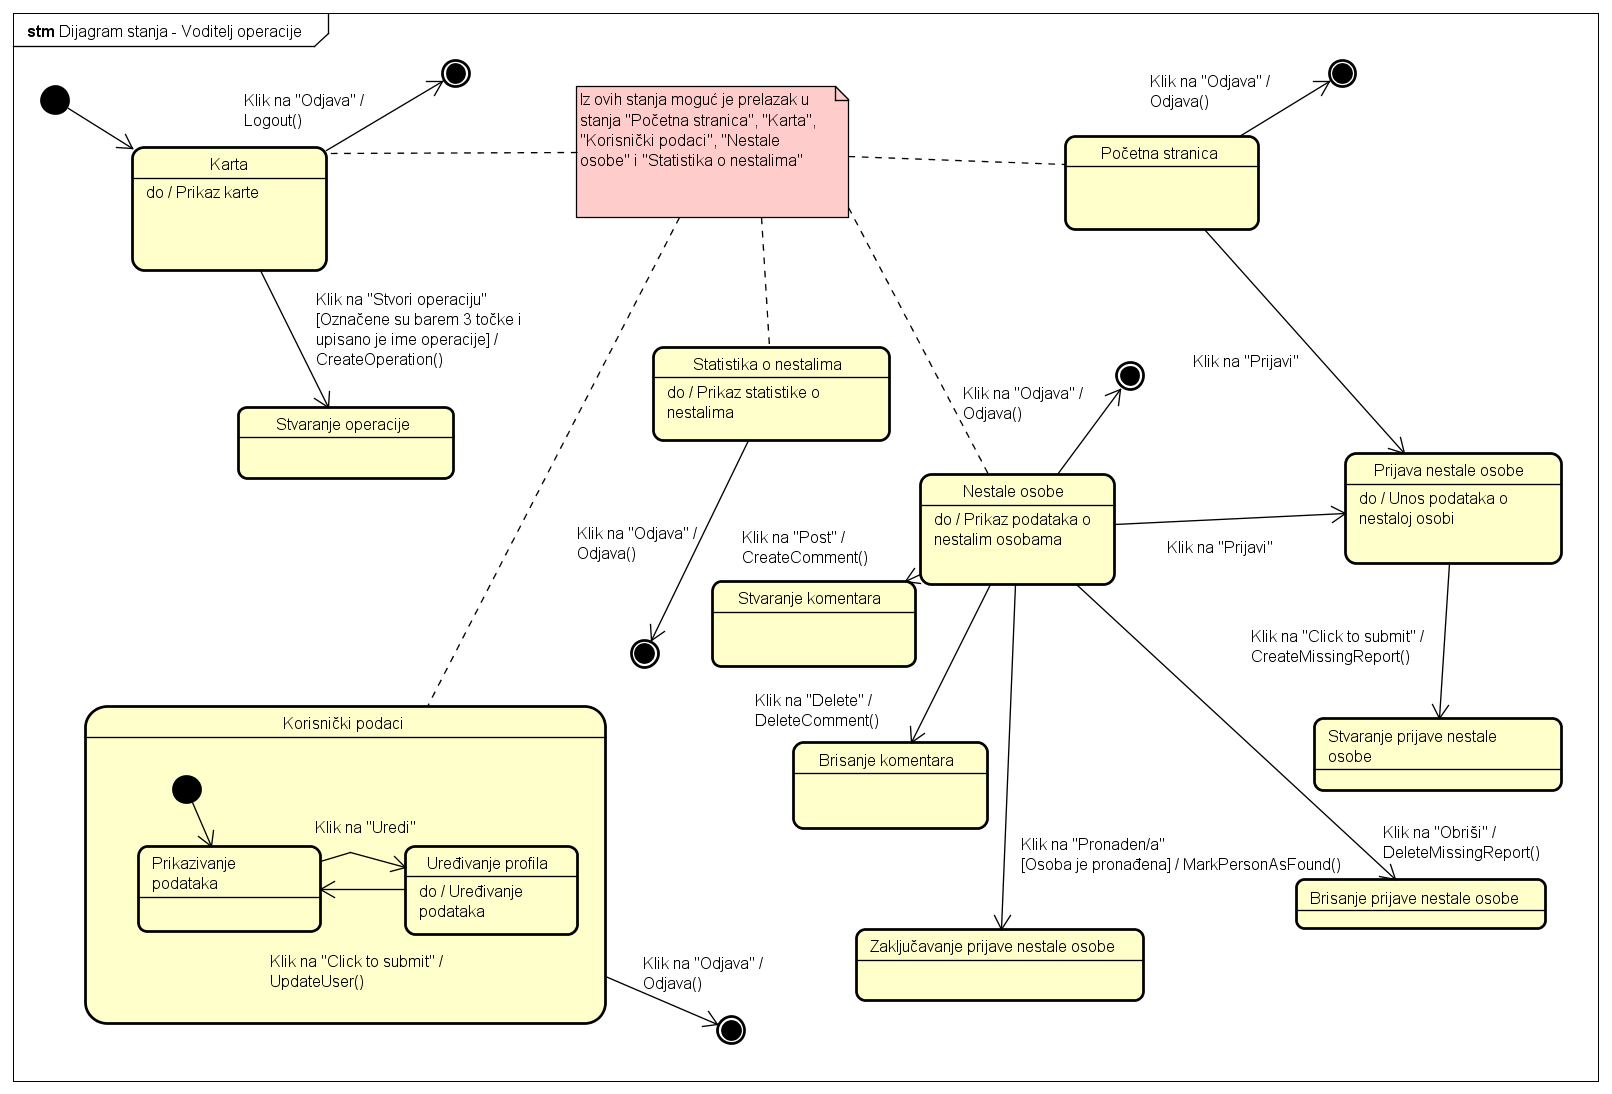 stm Dijagram stanja - Voditelj operacije
Klik na "Odjava" /
Logout()
Karta
do / Prikaz karte
Iz ovih stanja moguć je prelazak u
stanja "Početna stranica", "Karta",
"Korisnički podaci", "Nestale
osobe" i "Statistika o nestalima"
Klik na "Odjava" /
Odjava()
Početna stranica
Klik na "Stvori operaciju"
[Označene su barem 3 točke i
upisano je ime operacije] /
CreateOperation()
Stvaranje operacije
Statistika o nestalima
do / Prikaz statistike o
nestalima
Klik na "Odjava" /
Odjava()
Klik na "Prijavi"
Nestale osobe
do / Prikaz podataka o
nestalim osobama
Prijava nestale osobe
do / Unos podataka o
nestaloj osobi
Klik na "Prijavi"
Klik na "Odjava" /
Odjava()
Klik na "Post" /
CreateComment()
Stvaranje komentara
Klik na "Click to submit" /
CreateMissingReport()
Klik na "Delete" /
DeleteComment()
Brisanje komentara
Stvaranje prijave nestale
osobe
Korisnički podaci
Klik na "Uredi"
Prikazivanje
podataka
Uređivanje profila
do / Uređivanje
podataka
Klik na "Click to submit" /
UpdateUser()
Klik na "Odjava" /
Odjava()
Klik na "Pronaden/a"
[Osoba je pronađena] / MarkPersonAsFound()
Klik na "Obriši" /
DeleteMissingReport()
Brisanje prijave nestale osobe
Zaključavanje prijave nestale osobe